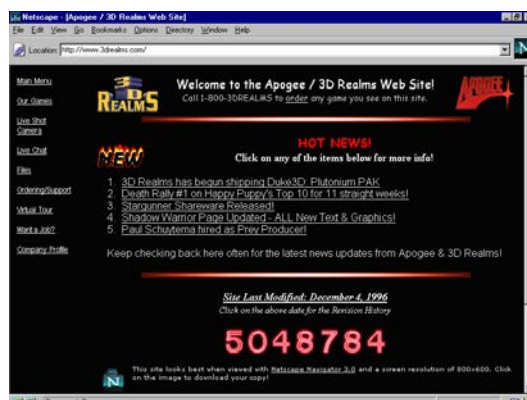 Netscape - [Apogee / 3D Realms Web Site]
File Edit View Go Bookmarks Options Directory Window Help
Location: http://www.3drealms.com/
N
Main Menu
Our Games
Live Shot
Camera
Live Chat
Files
Ordering/Support
Virtual Tour
Want a Job?
Company Profile
3D
REALMS
Welcome to the Apogee / 3D Realms Web Site!
Call 1-800-3DREALMS to order any game you see on this site.
APOGEE
NEW
HOT NEWS!
Click on any of the items below for more info!
1. 3D Realms has begun shipping Duke3D Plutonium PAK
2. Death Rally #1 on Happy Puppy's Top 10 for 11 straight weeks!
3. Stargunner Shareware Released!
4. Shadow Warrior Page Updated - ALL New Text & Graphics!
5. Paul Schuytema hired as Prey Producer!
Keep checking back here often for the latest news updates from Apogee & 3D Realms!
Site Last Modified: December 4, 1996
Click on the above date for the Revision History
5048784
N
This site looks best when viewed with Netscape Navigator 3.0 and a screen resolution of 800x600. Click
on the image to download your copy!